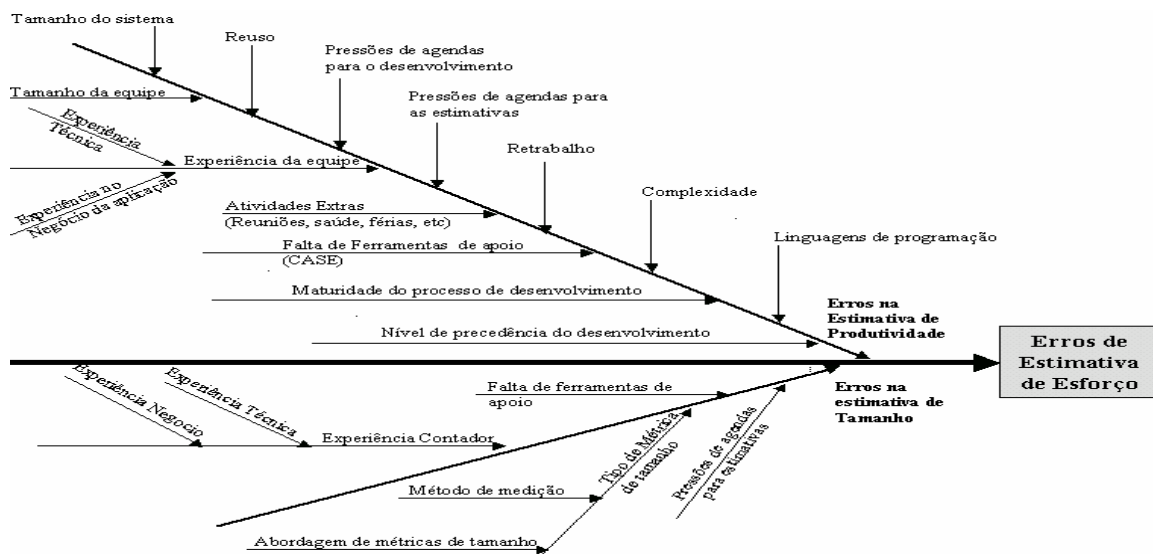 Tamanho do sistema
Reuso
Pressões de agendas
para o desenvolvimento
Tamanho da equipe
Pressões de agendas para
as estimativas
Experiência
Técnica
Retrabalho
Experiência da equipe
Experiência no
Negócio da aplicação
Complexidade
Atividades Extras
(Reuniões, saúde, férias, etc)
Linguagens de programação
Falta de Ferramentas de apoio
(CASE)
Maturidade do processo de desenvolvimento
Erros na
Estimativa de
Produtividade
Nível de precedência do desenvolvimento
Erros de
Estimativa
de Esforço
Experiência Negocio
Experiência Técnica
Falta de ferramentas de
apoio
Erros na
estimativa de
Tamanho
Experiência Contador
Tipo de Métrica
de tamanho
Pressões de agendas
para estimativas
Método de medição
Abordagem de métricas de tamanho